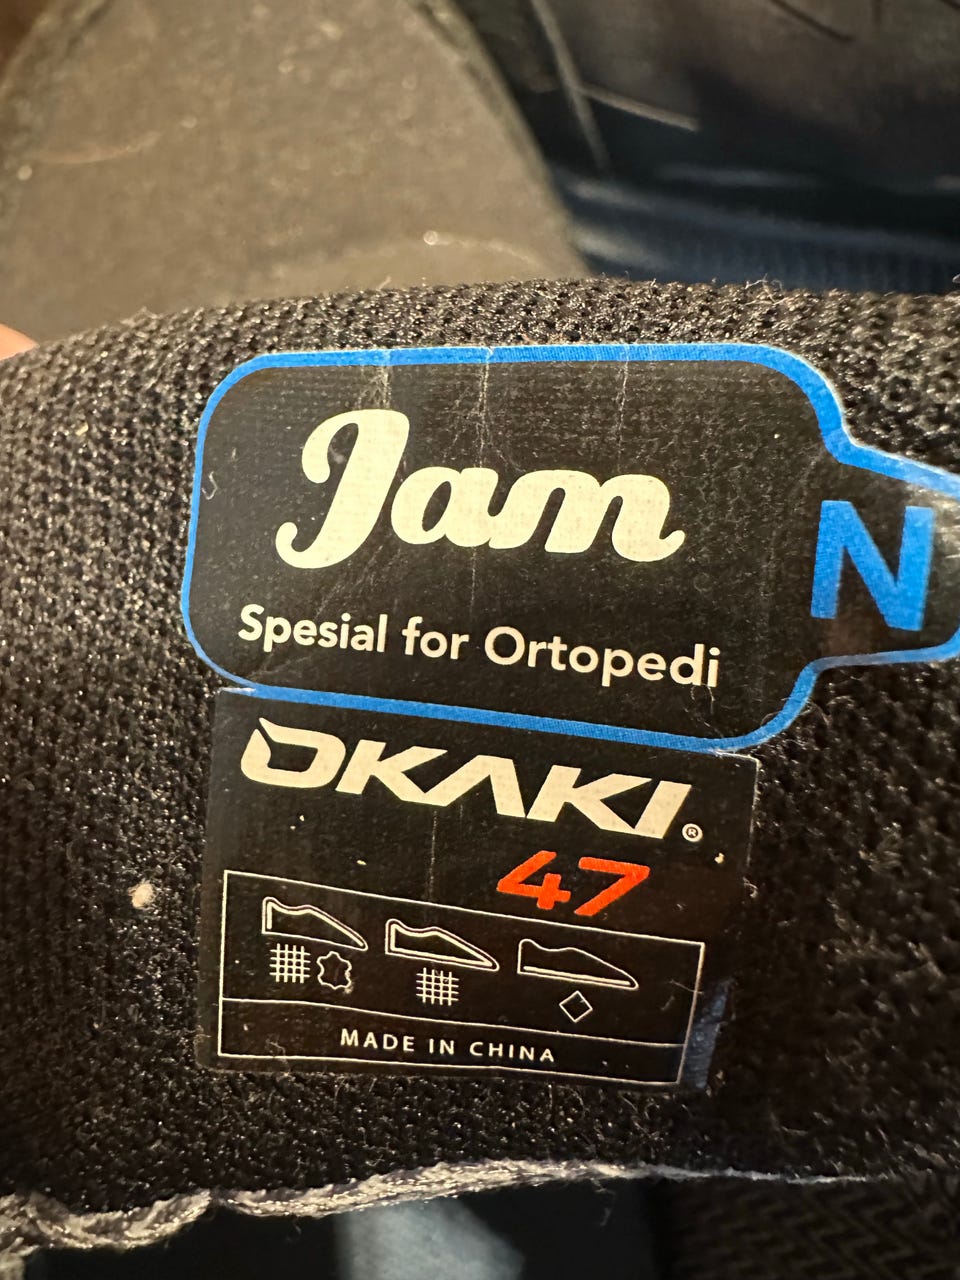 Jam
N
Spesial for Ortopedi
OKAKI®
47
MADE IN CHINA